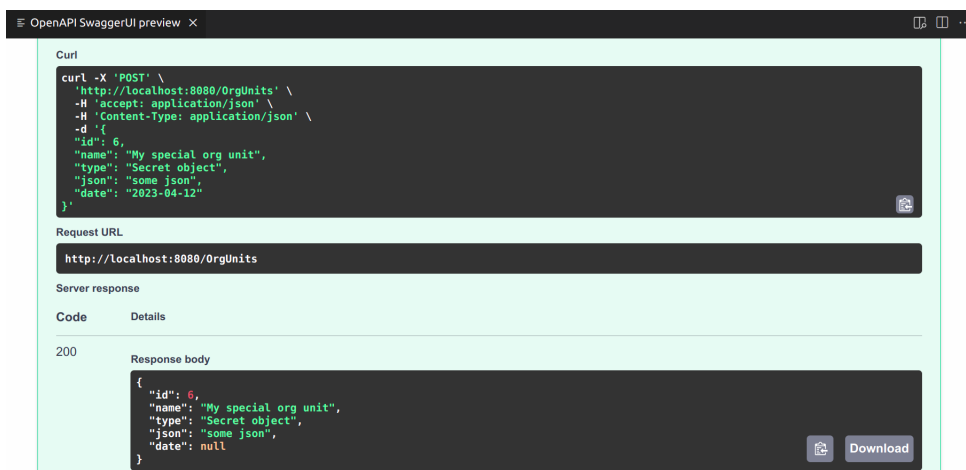 OpenAPI SwaggerUI preview
Curl
curl -X 'POST' \
  'http://localhost:8080/OrgUnits' \
  -H 'accept: application/json' \
  -H 'Content-Type: application/json' \
  -d '{
  "id": 6,
  "name": "My special org unit",
  "type": "Secret object",
  "json": "some json",
  "date": "2023-04-12"
}'
Request URL
http://localhost:8080/OrgUnits
Server response
Code Details
200
Response body
{
  "id": 6,
  "name": "My special org unit",
  "type": "Secret object",
  "json": "some json",
  "date": null
}
Download